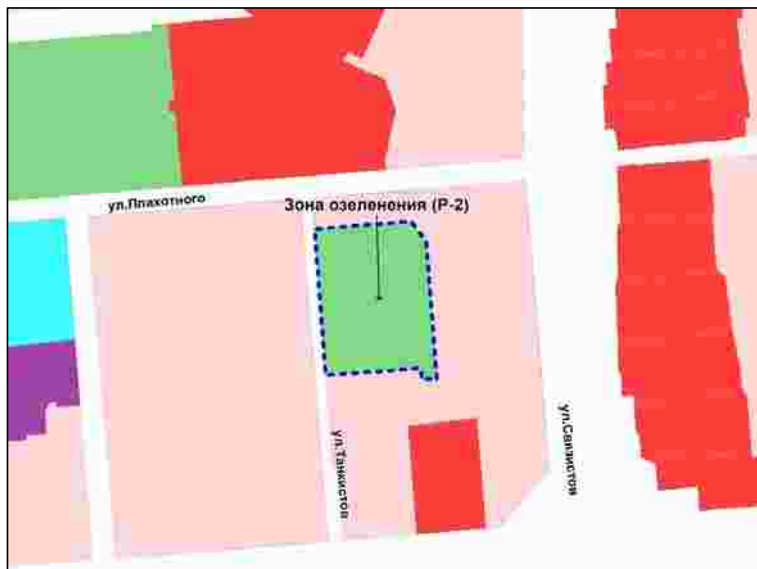 ул.Плахотного
Зона озеленения (Р-2)
ул.Танкистов
ул.Связистов